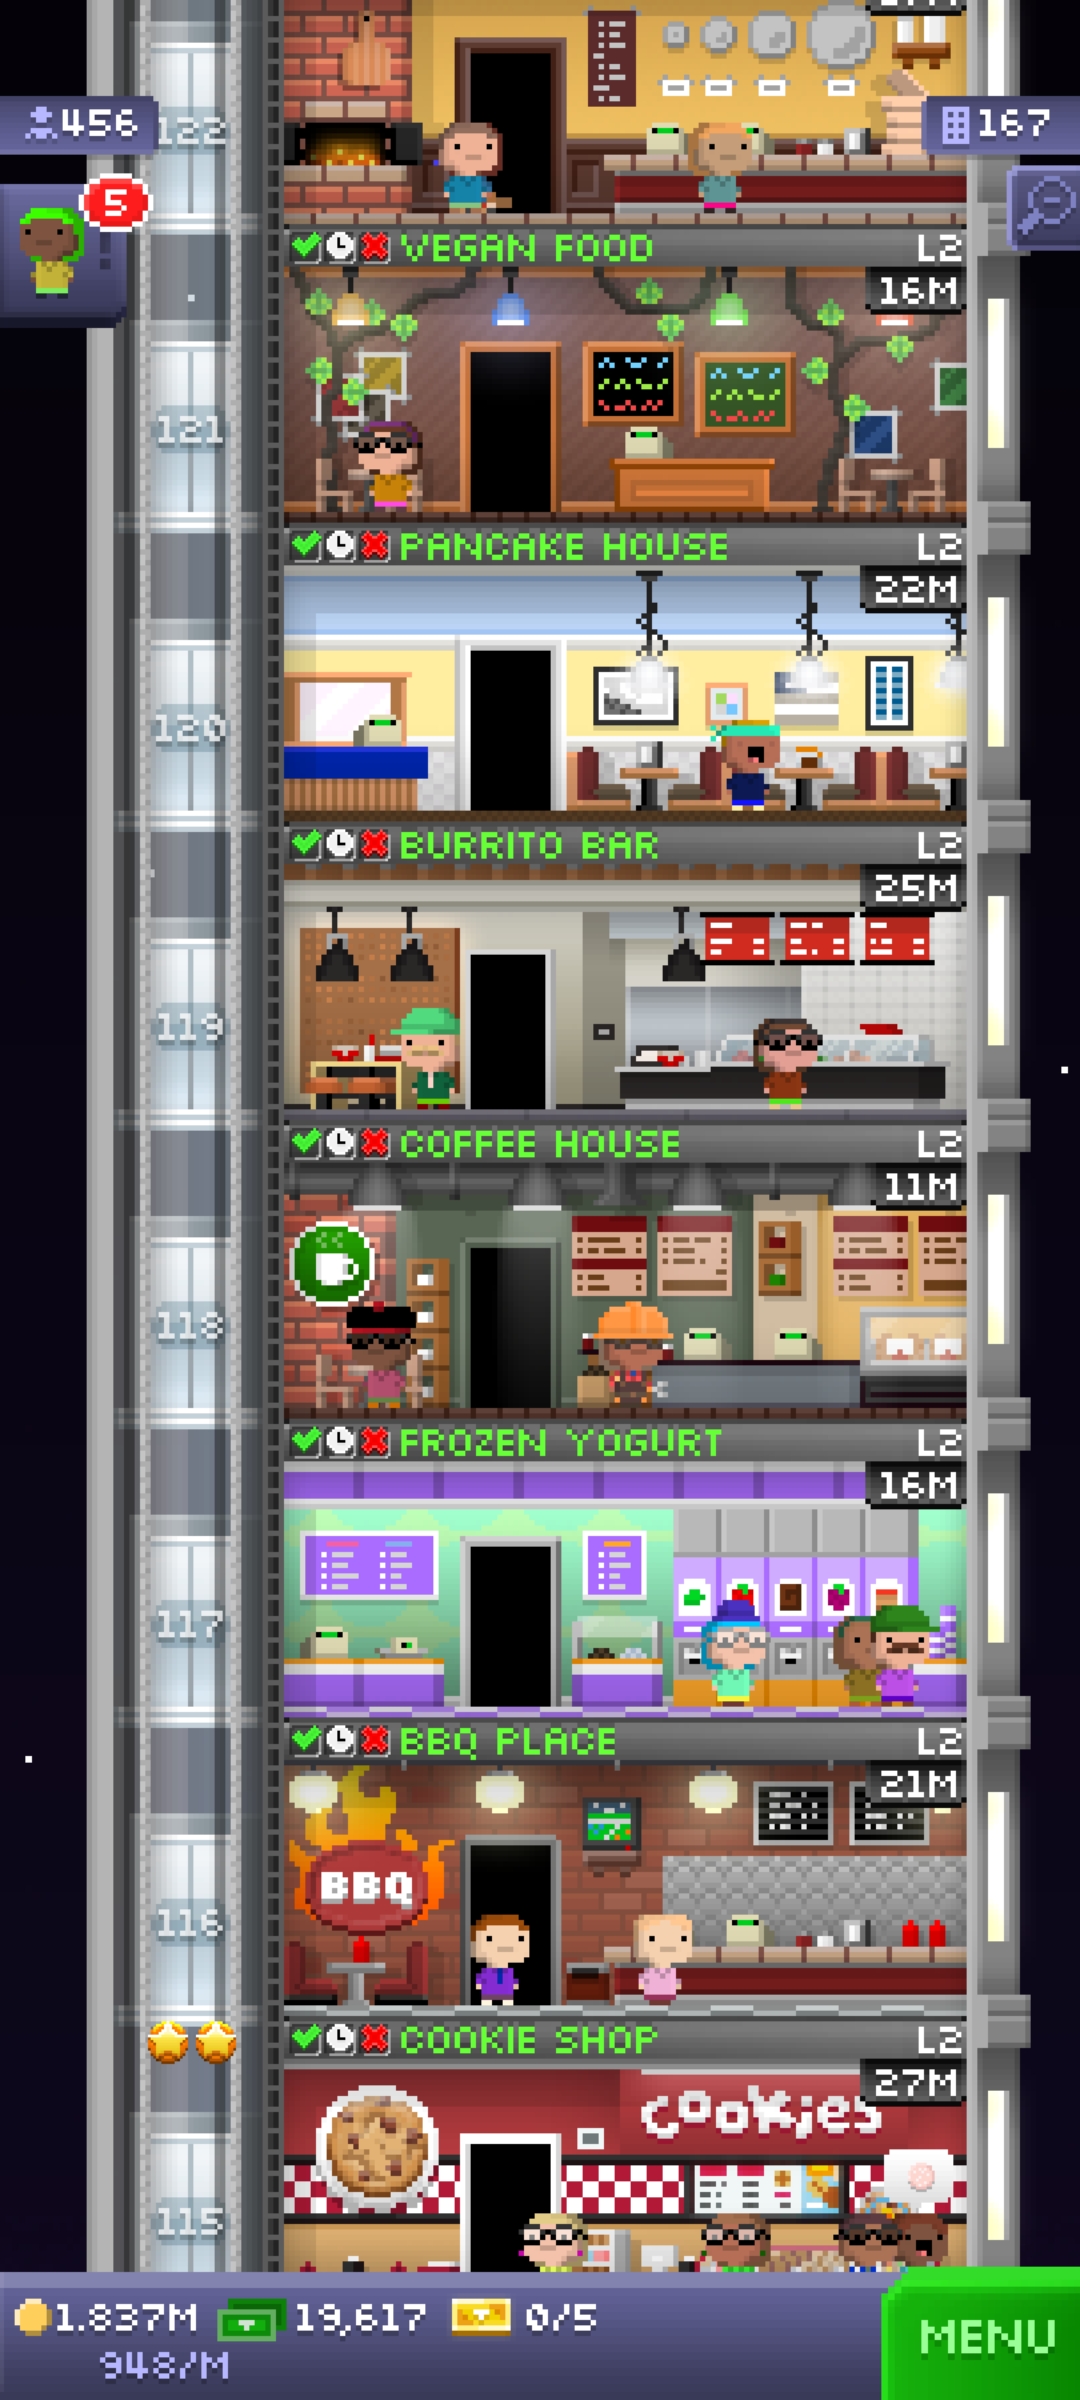 456
167
122
5
VEGAN FOOD L2
16M
121
PANCAKE HOUSE L2
22M
120
BURRITO BAR L2
25M
119
COFFEE HOUSE L2
11M
118
FROZEN YOGURT L2
16M
117
BBQ PLACE L2
21M
BBQ
116
COOKIE SHOP L2
27M
cookies
115
1.837M 19,617 0/5
948/M
MENU